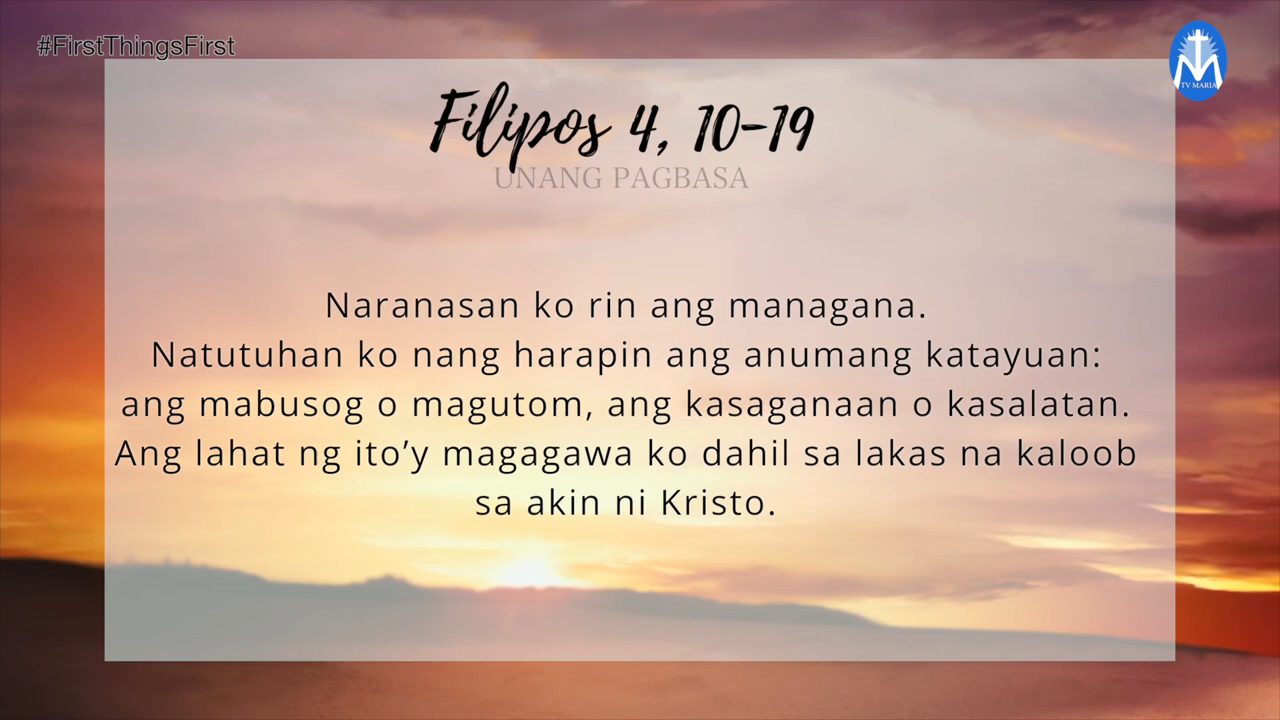 #FirstThingsFirst
TV MARIA
Filipos 4, 10-19
UNANG PAGBASA
Naranasan ko rin ang managana.
Natutuhan ko nang harapin ang anumang katayuan:
ang mabusog o magutom, ang kasaganaan o kasalatan.
Ang lahat ng ito’y magagawa ko dahil sa lakas na kaloob
sa akin ni Kristo.